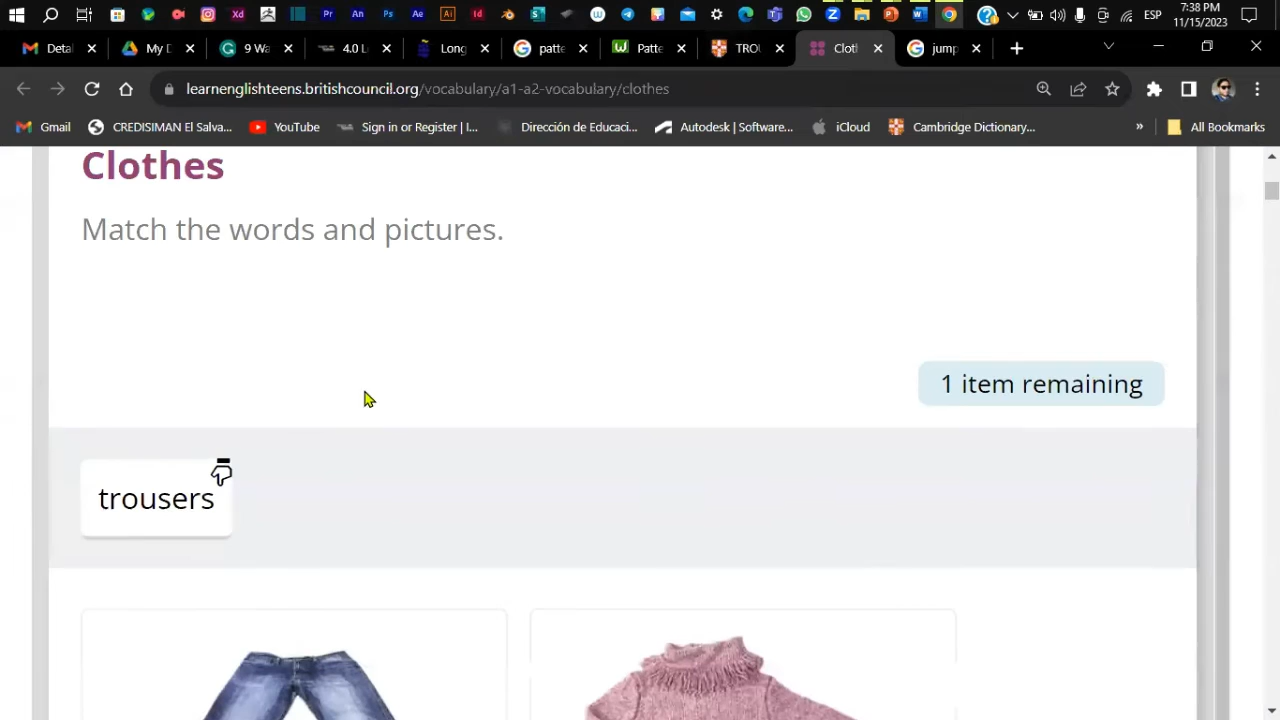 7:38 PM
ESP
11/15/2023
Detal
My D
9 Wa
4.0 L
Long
patte
Patte
TROU
Cloth
jump
learnenglishteens.britishcouncil.org/vocabulary/a1-a2-vocabulary/clothes
Gmail
CREDISIMAN El Salva...
YouTube
Sign in or Register | I...
Dirección de Educaci...
Autodesk | Software...
iCloud
Cambridge Dictionary...
»
All Bookmarks
Clothes
Match the words and pictures.
1 item remaining
trousers